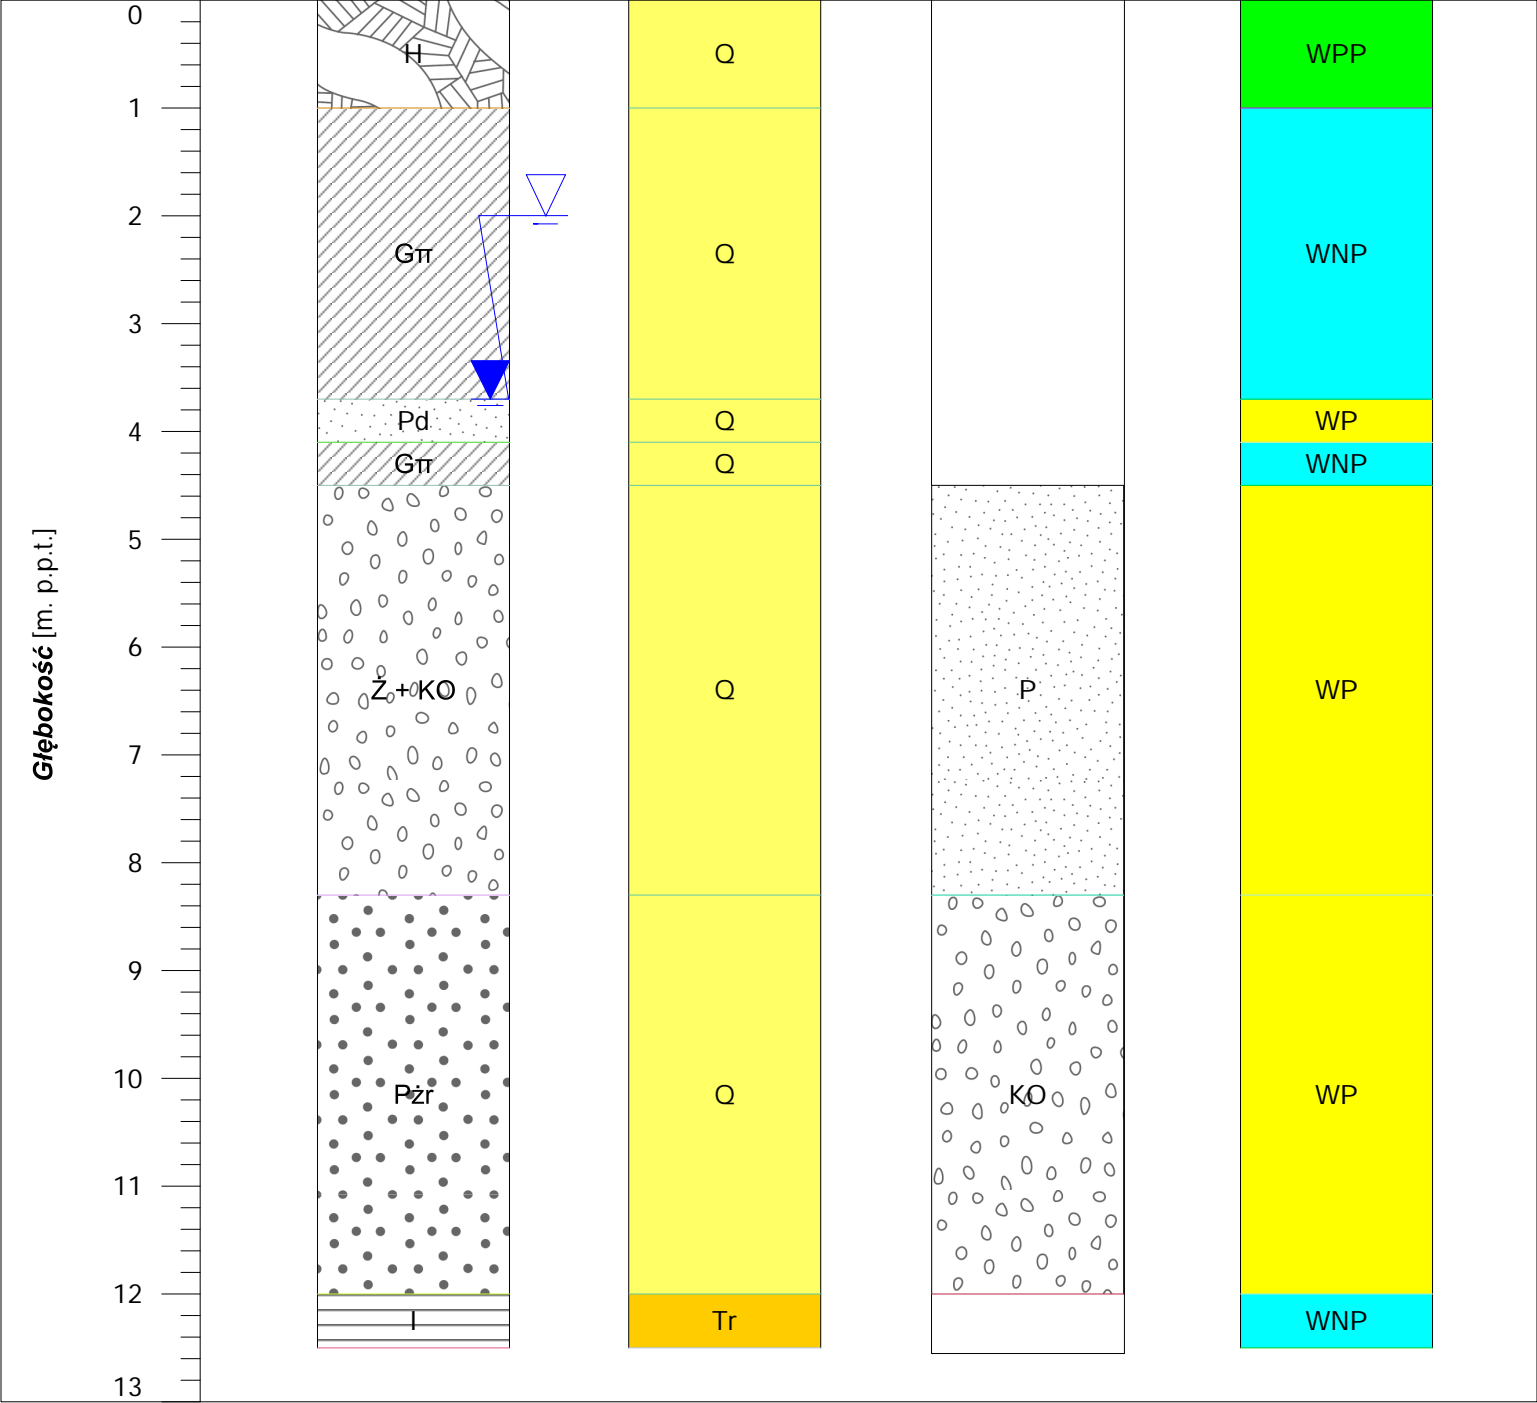 0
H
Q
WPP
1
2
Gπ
Q
WNP
3
Pd
Q
WP
4
Gπ
Q
WNP
5
Głębokość [m. p.p.t.]
6
Ż + KO
Q
P
WP
7
8
9
10
Pżr
Q
KO
WP
11
12
I
Tr
WNP
13